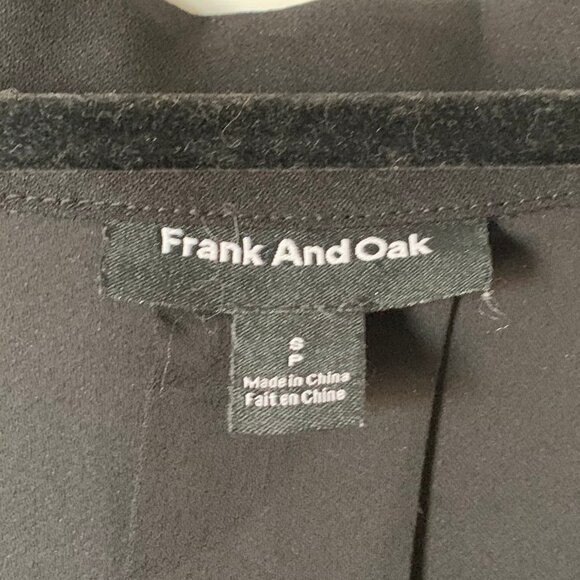 Frank And Oak
S
P
Made in China
Fait en Chine